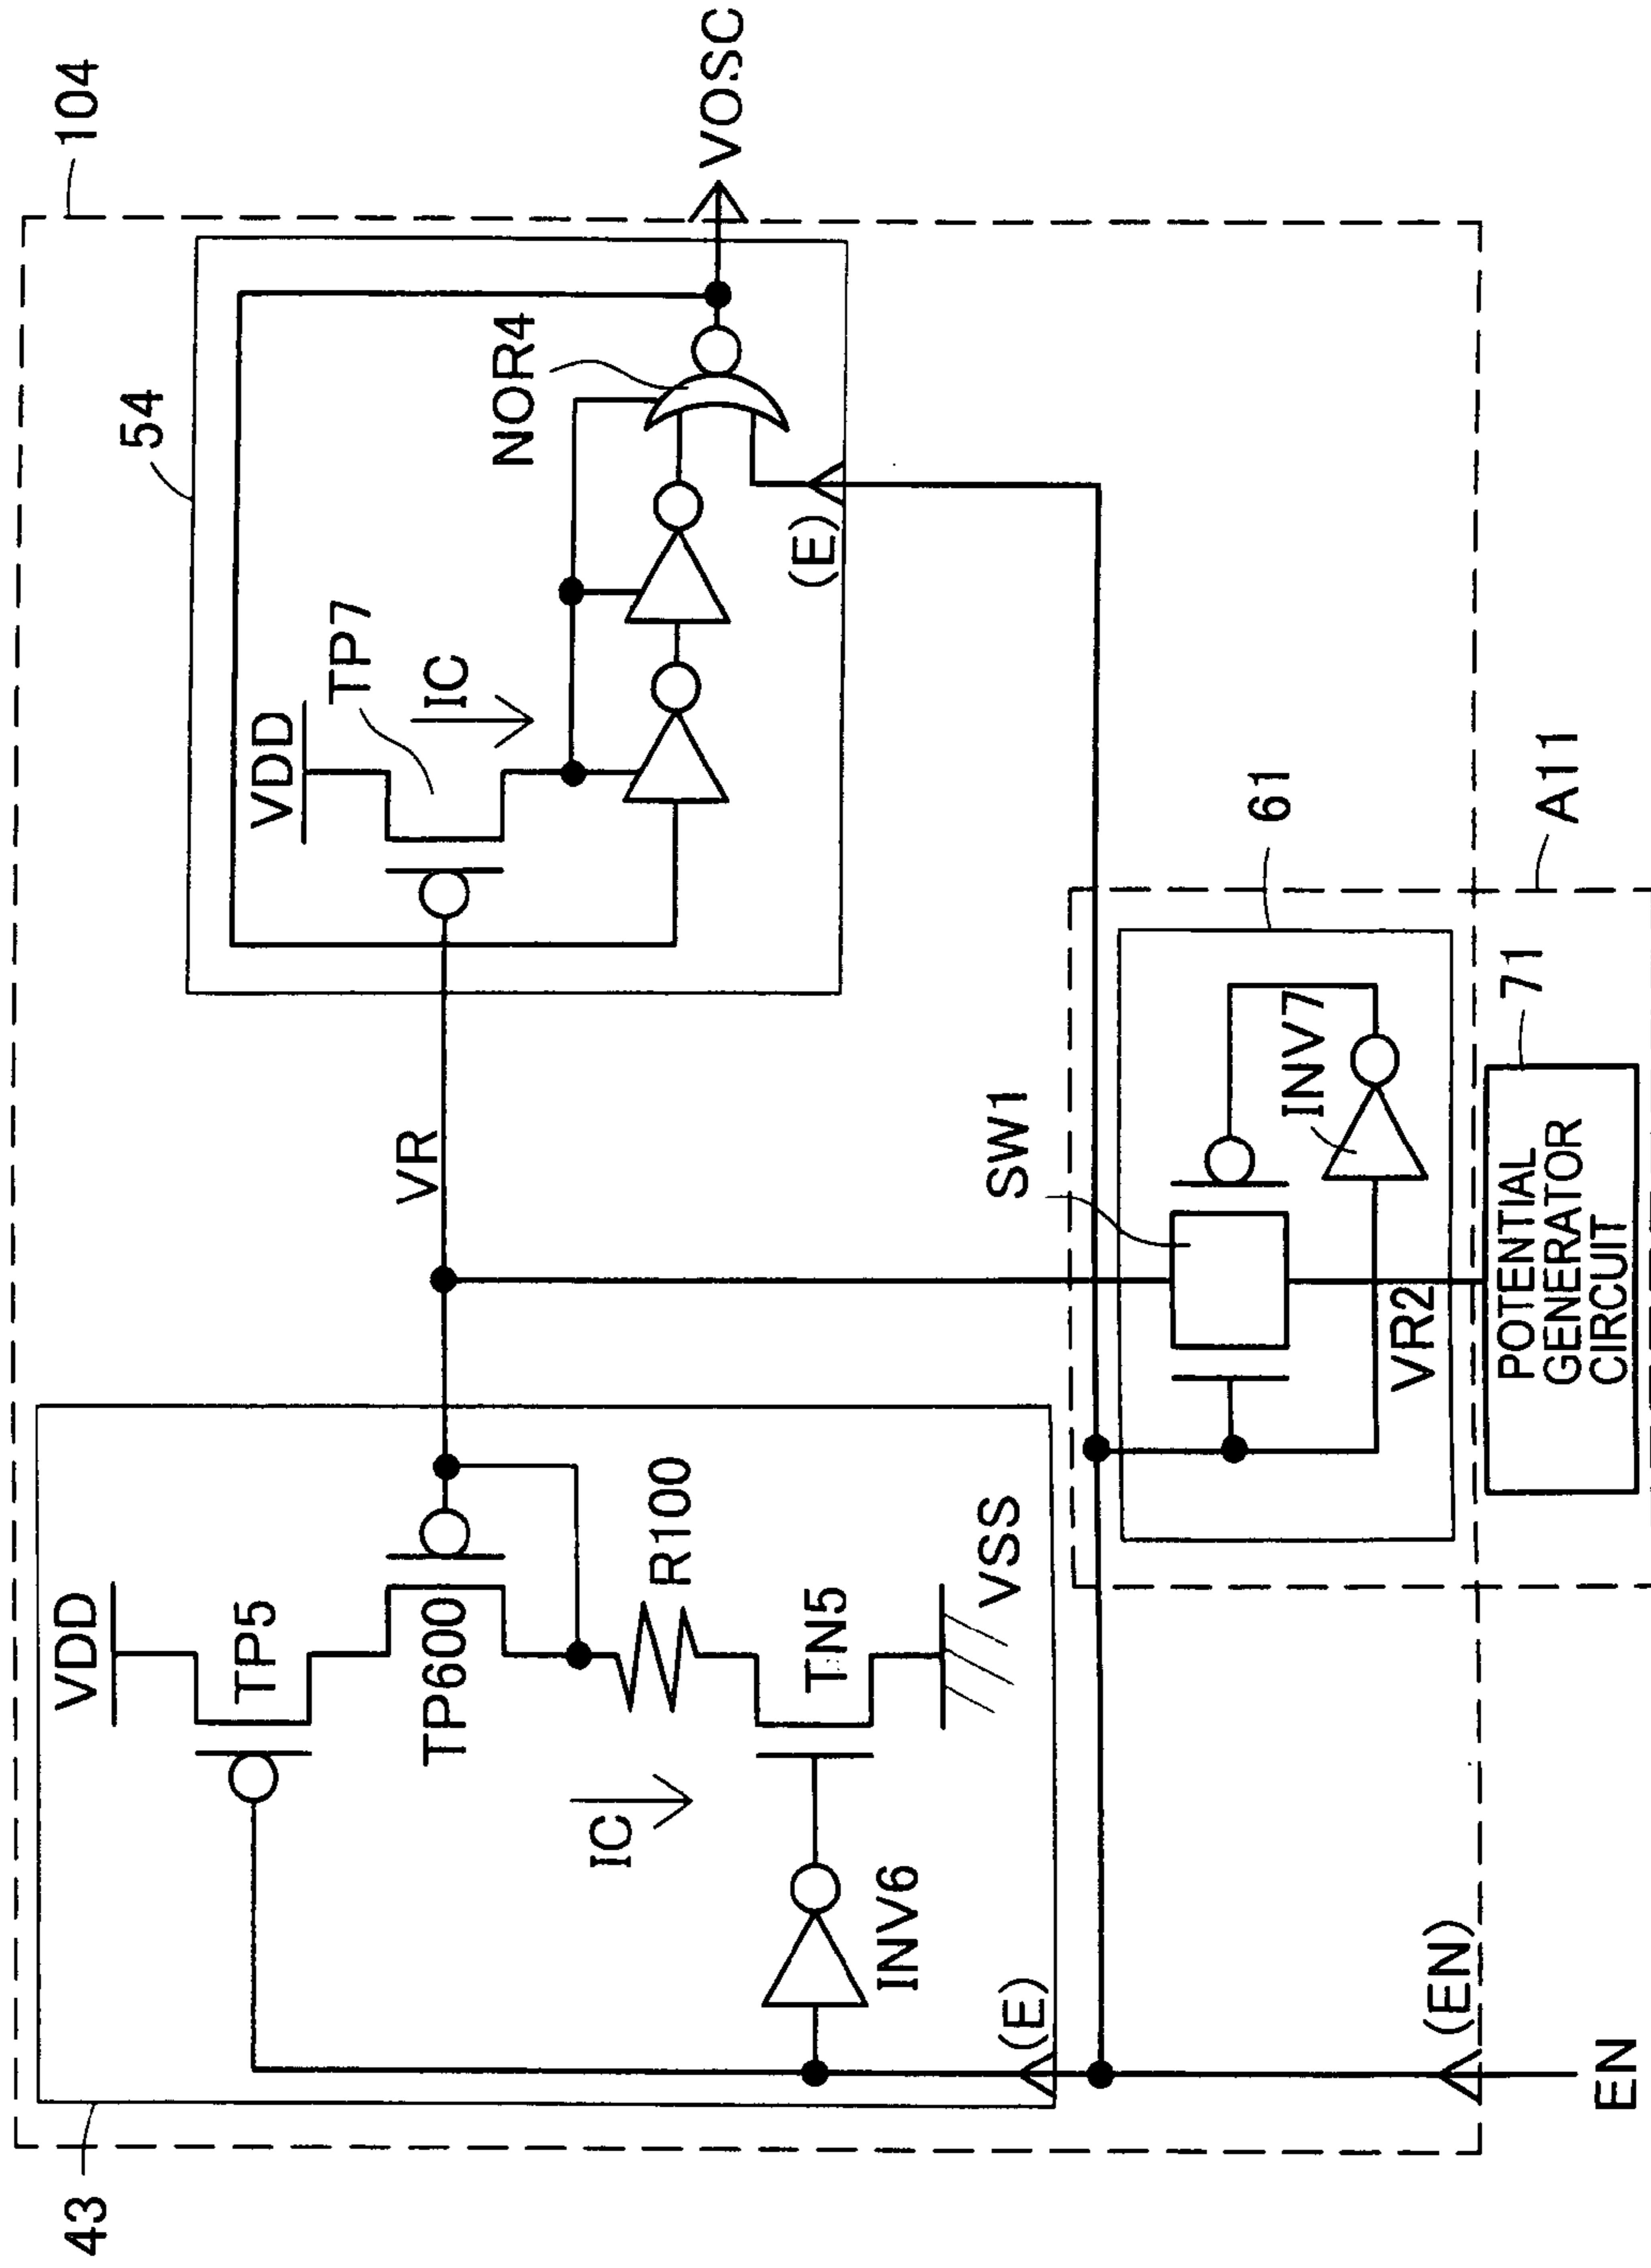 104
54
VOSC
NOR4
(E)
TP7
IC
VDD
VR
43
VDD
TP5
TP600
R100
IC
TN5
INV6
VSS
(E)
SW1
61
INV7
A11
VR2
71
POTENTIAL
GENERATOR
CIRCUIT
(EN)
EN